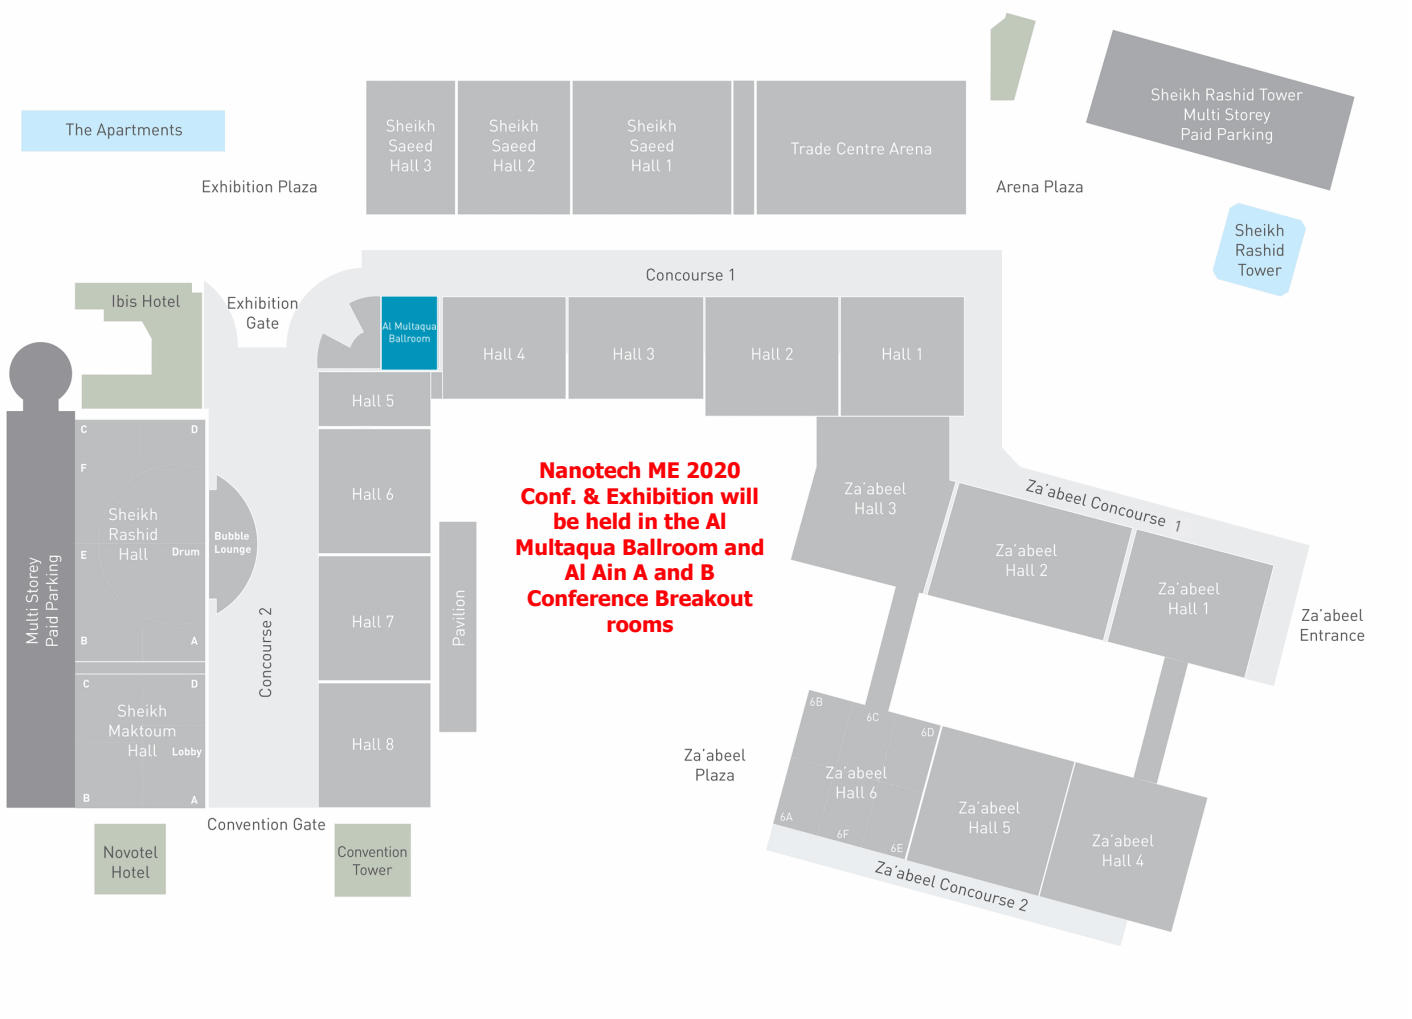 The Apartments
Exhibition Plaza
Sheikh
Saeed
Hall 3
Sheikh
Saeed
Hall 2
Sheikh
Saeed
Hall 1
Trade Centre Arena
Arena Plaza
Sheikh Rashid Tower
Multi Storey
Paid Parking
Sheikh
Rashid
Tower
Concourse 1
Ibis Hotel
Exhibition
Gate
Al Multaqua
Ballroom
Hall 4
Hall 3
Hall 2
Hall 1
Hall 5
Hall 6
Hall 7
Hall 8
Pavilion
Multi Storey
Paid Parking
C
D
F
Sheikh
Rashid
Hall
E
Drum
B
A
Bubble
Lounge
Concourse 2
C
D
Sheikh
Maktoum
Hall
Lobby
B
A
Convention Gate
Novotel
Hotel
Convention
Tower
Nanotech ME 2020
Conf. & Exhibition will
be held in the Al
Multaqua Ballroom and
Al Ain A and B
Conference Breakout
rooms
Za'abeel
Hall 3
Za'abeel Concourse 1
Za'abeel
Hall 2
Za'abeel
Hall 1
Za'abeel
Entrance
Za'abeel
Plaza
6B
6C
6D
Za'abeel
Hall 6
6A
6F
6E
Za'abeel
Hall 5
Za'abeel
Hall 4
Za'abeel Concourse 2